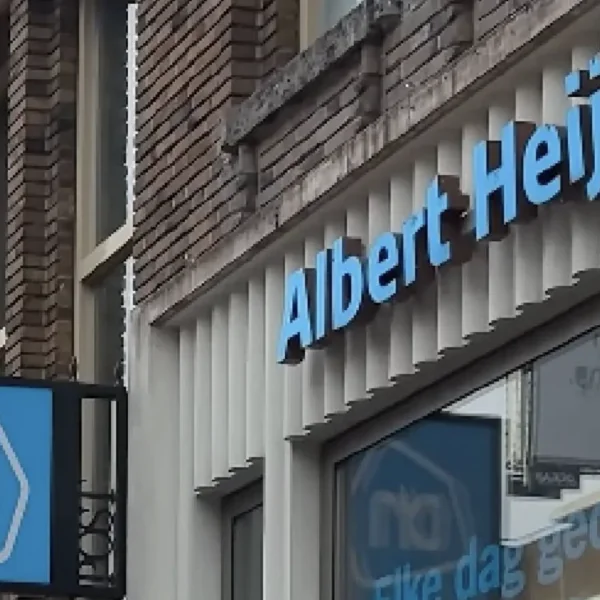 Albert Heij
Elke dag